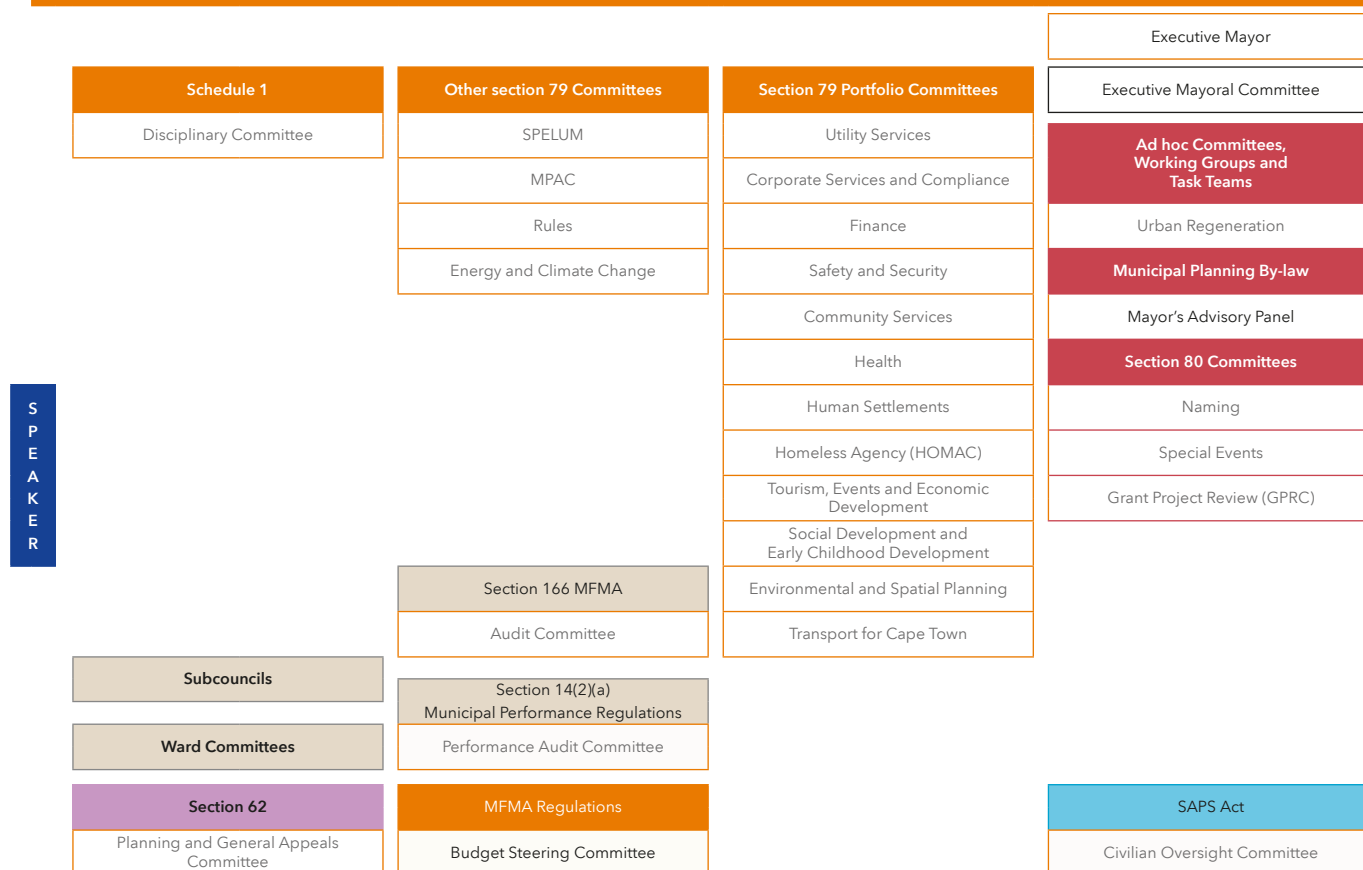 Executive Mayor
Schedule 1
Other section 79 Committees
Section 79 Portfolio Committees
Executive Mayoral Committee
Disciplinary Committee
SPELUM
MPAC
Rules
Energy and Climate Change
Utility Services
Corporate Services and Compliance
Finance
Safety and Security
Community Services
Health
Human Settlements
Homeless Agency (HOMAC)
Tourism, Events and Economic
Development
Social Development and
Early Childhood Development
Environmental and Spatial Planning
Transport for Cape Town
Ad hoc Committees,
Working Groups and
Task Teams
Urban Regeneration
Municipal Planning By-law
Mayor's Advisory Panel
Section 80 Committees
Naming
Special Events
Grant Project Review (GPRC)
S
P
E
A
K
E
R
Section 166 MFMA
Audit Committee
Subcouncils
Ward Committees
Section 14(2)(a)
Municipal Performance Regulations
Performance Audit Committee
Section 62
Planning and General Appeals
Committee
MFMA Regulations
Budget Steering Committee
SAPS Act
Civilian Oversight Committee